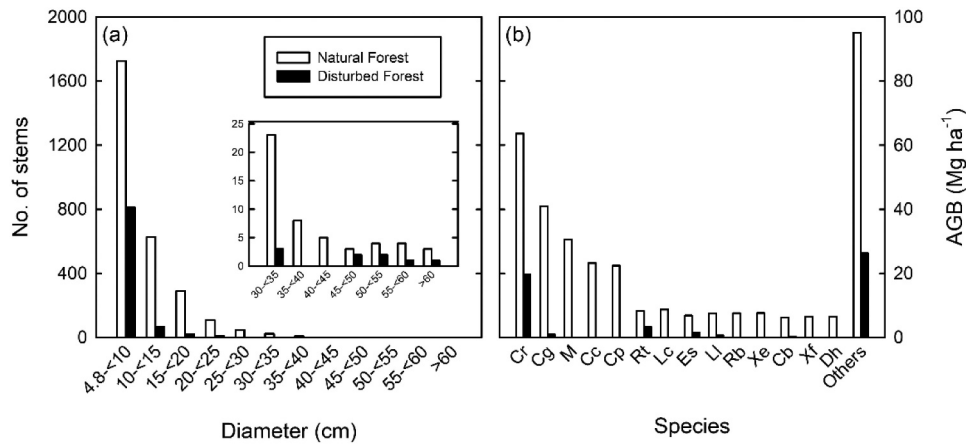 (a)
Natural Forest
Disturbed Forest
2000
1600
1200
800
400
0
No. of stems
25
20
15
10
5
0
30-<35
35-<40
40-<45
45-<50
50-<55
55-<60
>60
4.8-<10
10-<15
15-<20
20-<25
25-<30
30-<35
35-<40
40-<45
45-<50
50-<55
55-<60
>60
Diameter (cm)
(b)
100
80
60
40
20
0
AGB (Mg ha⁻¹)
Cr
Cg
M
Cc
Cp
Rt
Lc
Es
Ll
Rb
Xe
Cb
Xf
Dh
Others
Species